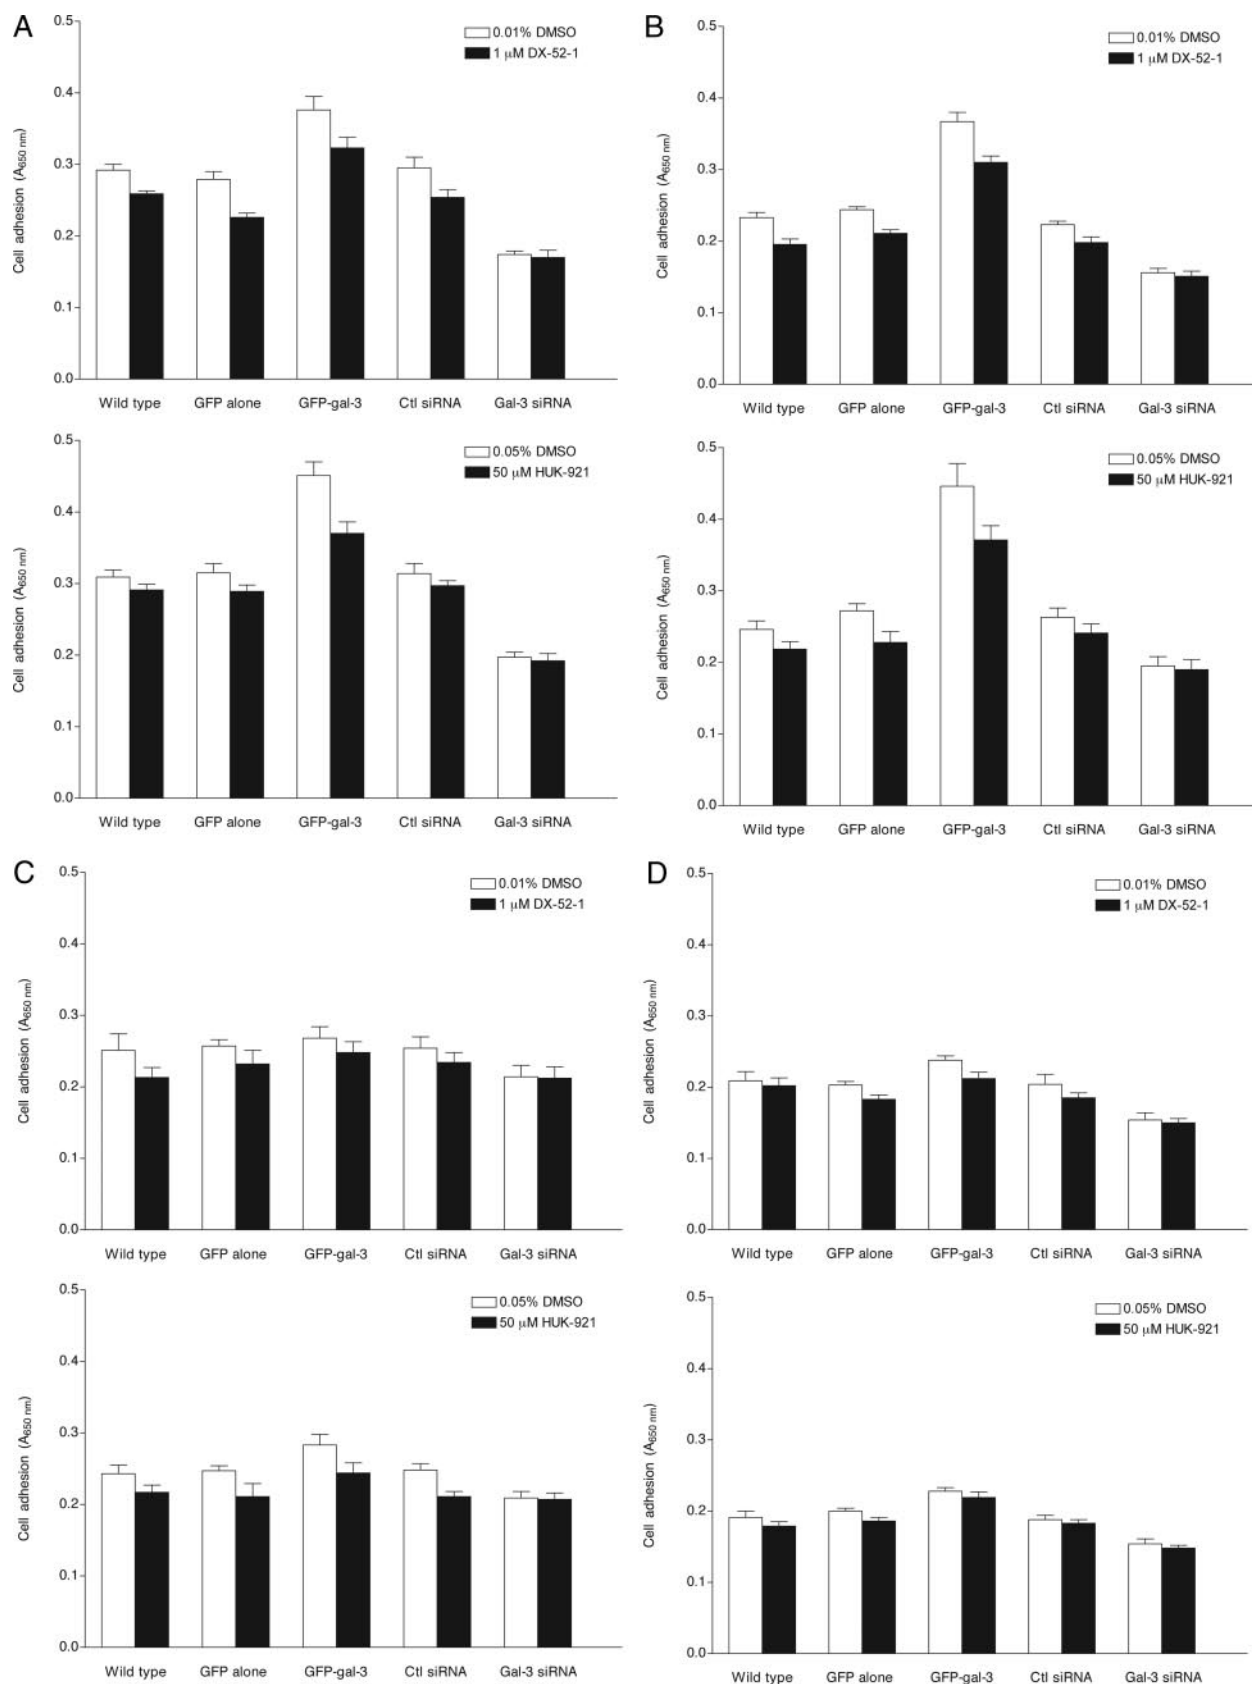 A
0.5
0.4
0.3
0.2
0.1
0.0
Cell adhesion (A650 nm)
0.01% DMSO
1 μM DX-52-1
Wild type GFP alone GFP-gal-3 Ctl siRNA Gal-3 siRNA
0.5
0.4
0.3
0.2
0.1
0.0
Cell adhesion (A650 nm)
0.05% DMSO
50 μM HUK-921
Wild type GFP alone GFP-gal-3 Ctl siRNA Gal-3 siRNA
B
0.5
0.4
0.3
0.2
0.1
0.0
Cell adhesion (A650 nm)
0.01% DMSO
1 μM DX-52-1
Wild type GFP alone GFP-gal-3 Ctl siRNA Gal-3 siRNA
0.5
0.4
0.3
0.2
0.1
0.0
Cell adhesion (A650 nm)
0.05% DMSO
50 μM HUK-921
Wild type GFP alone GFP-gal-3 Ctl siRNA Gal-3 siRNA
C
0.5
0.4
0.3
0.2
0.1
0.0
Cell adhesion (A650 nm)
0.01% DMSO
1 μM DX-52-1
Wild type GFP alone GFP-gal-3 Ctl siRNA Gal-3 siRNA
0.5
0.4
0.3
0.2
0.1
0.0
Cell adhesion (A650 nm)
0.05% DMSO
50 μM HUK-921
Wild type GFP alone GFP-gal-3 Ctl siRNA Gal-3 siRNA
D
0.5
0.4
0.3
0.2
0.1
0.0
Cell adhesion (A650 nm)
0.01% DMSO
1 μM DX-52-1
Wild type GFP alone GFP-gal-3 Ctl siRNA Gal-3 siRNA
0.5
0.4
0.3
0.2
0.1
0.0
Cell adhesion (A650 nm)
0.05% DMSO
50 μM HUK-921
Wild type GFP alone GFP-gal-3 Ctl siRNA Gal-3 siRNA